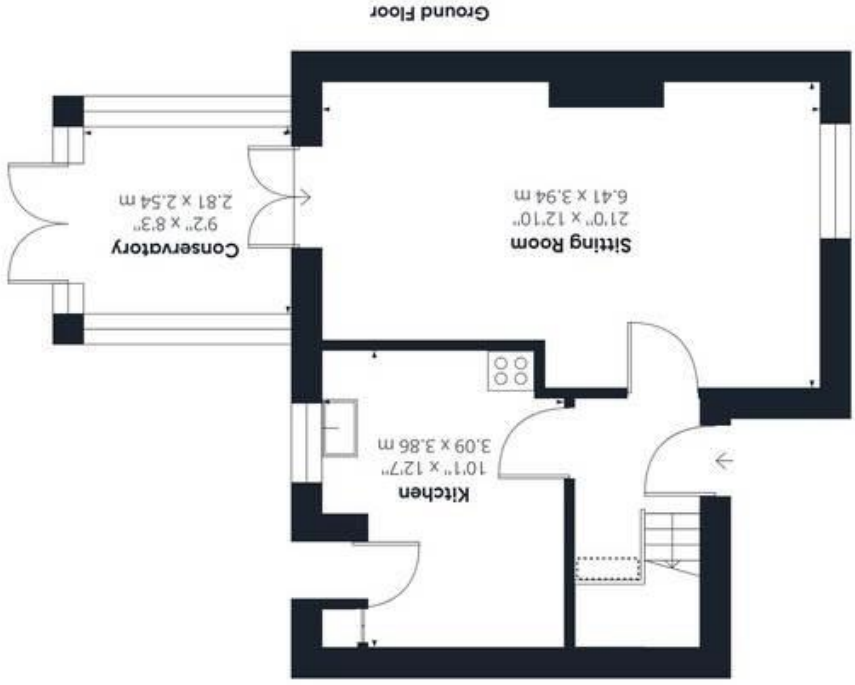 Kitchen
10'1" x 12'7"
3.09 x 3.86 m
Sitting Room
21'0" x 12'10"
6.41 x 3.94 m
Conservatory
9'2" x 8'3"
2.81 x 2.54 m
Ground Floor